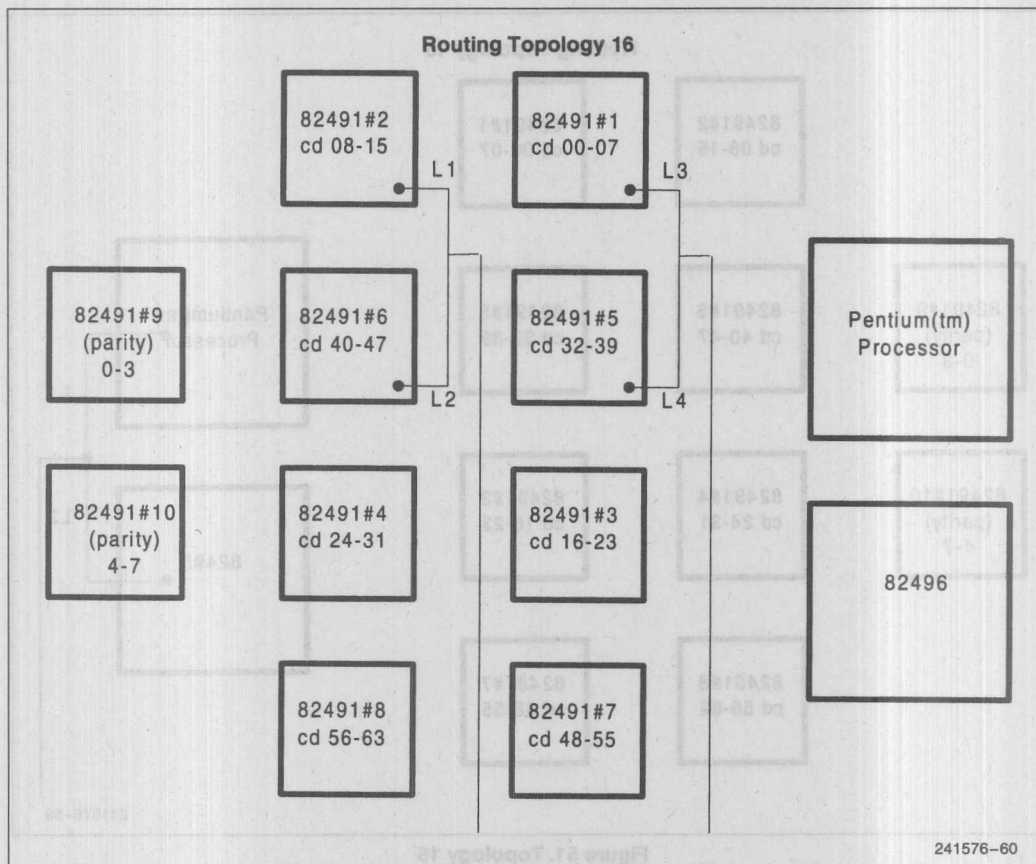 Routing Topology 16
82491#2
cd 08-15
82491#1
cd 00-07
L1
L3
82491#9
(parity)
0-3
82491#6
cd 40-47
82491#5
cd 32-39
Pentium(tm)
Processor
L2
L4
82491#10
(parity)
4-7
82491#4
cd 24-31
82491#3
cd 16-23
82496
82491#8
cd 56-63
82491#7
cd 48-55
241576-60